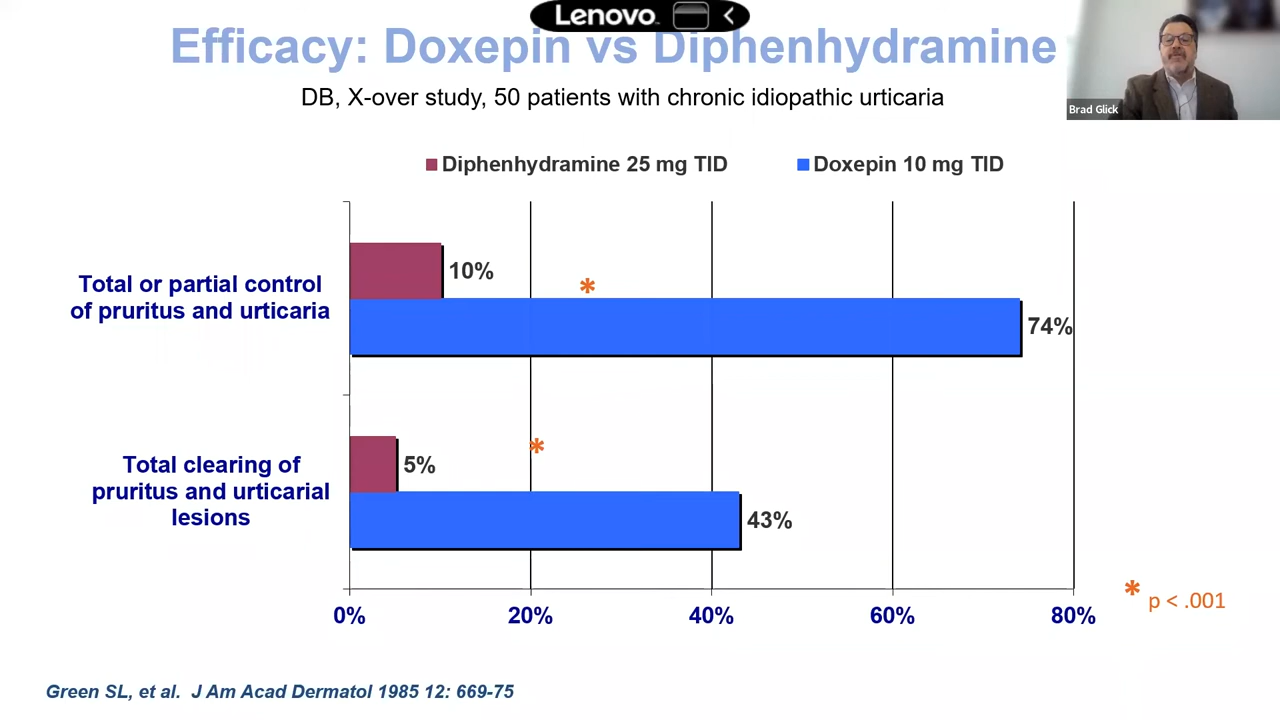 Lenovo
Efficacy: Doxepin vs Diphenhydramine
DB, X-over study, 50 patients with chronic idiopathic urticaria
Brad Glick
Diphenhydramine 25 mg TID
Doxepin 10 mg TID
Total or partial control
of pruritus and urticaria
10%
*
74%
Total clearing of
pruritus and urticarial
lesions
5%
*
43%
0%
20%
40%
60%
80%
* p < .001
Green SL, et al. J Am Acad Dermatol 1985 12: 669-75